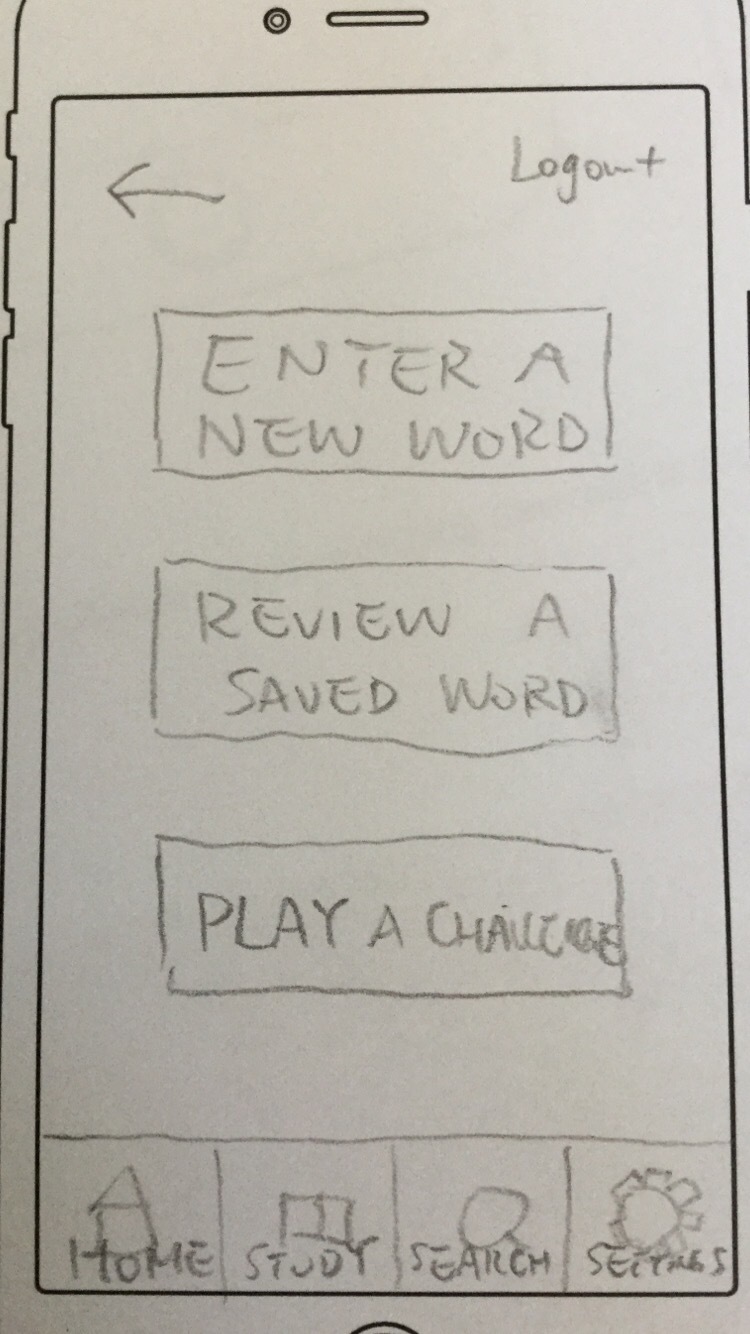 Logout
ENTER A
NEW WORD
REVIEW A
SAVED WORD
PLAY A CHALLENGE
HOME
STUDY
SEARCH
SETTINGS